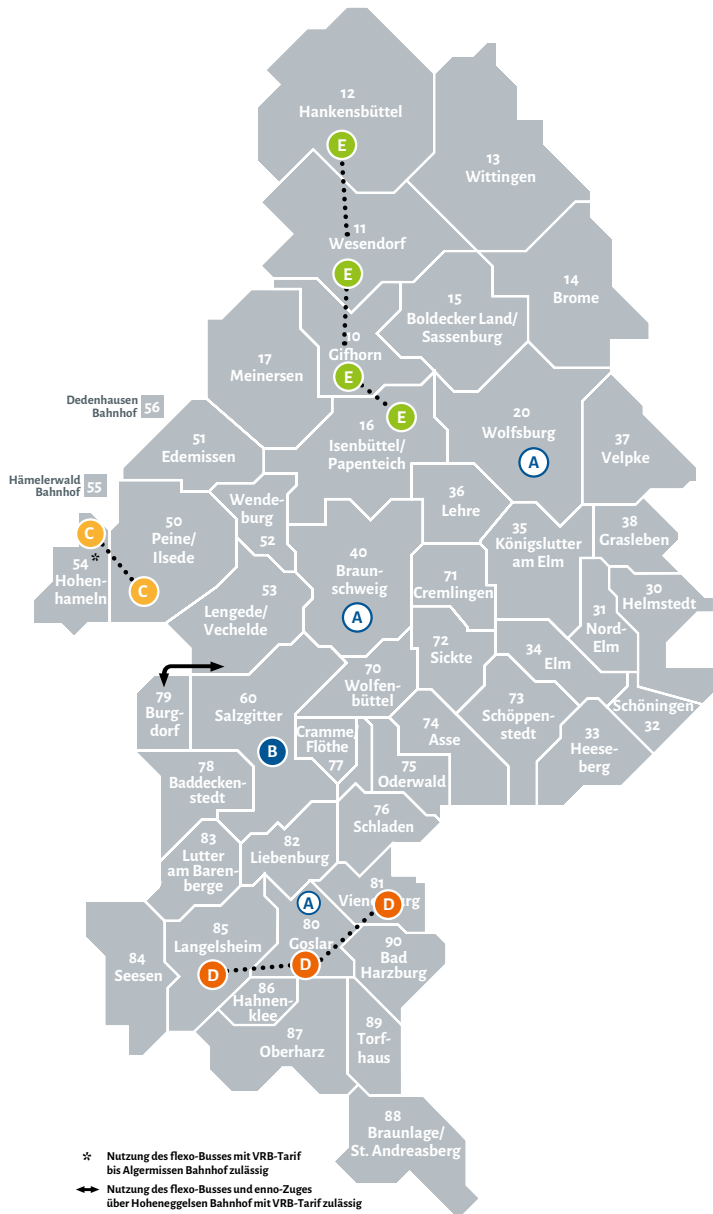 12
Hankensbüttel
E
13
Wittingen
11
Wesendorf
E
14
Brome
15
Boldecker Land/
Sassenburg
10
Gifhorn
E
17
Meinersen
Dedenhausen
Bahnhof
56
16
Isenbüttel/
Papenteich
E
20
Wolfsburg
A
37
Velpke
51
Edemissen
Hämelerwald
Bahnhof
55
Wende-
burg
52
36
Lehre
50
Peine/
Ilsede
C
C
*
54
Hohen-
hameln
40
Braun-
schweig
A
35
Königslutter
am Elm
38
Grasleben
71
Cremlingen
30
Helmstedt
31
Nord-
Elm
53
Lengede/
Vechelde
72
Sickte
34
Elm
70
Wolfen-
büttel
79
Burg-
dorf
60
Salzgitter
B
73
Schöppen-
stedt
Schöningen
32
74
Asse
33
Heese-
berg
Cramme,
Flöthe
77
75
Oderwald
78
Baddecken-
stedt
76
Schladen
83
Lutter
am Baren-
berge
82
Liebenburg
81
Vienenburg
D
A
80
Goslar
D
85
Langelsheim
D
84
Seesen
90
Bad
Harzburg
86
Hahnen-
klee
87
Oberharz
89
Torf-
haus
88
Braunlage/
St. Andreasberg
* Nutzung des flexo-Busses mit VRB-Tarif
bis Algermissen Bahnhof zulässig
Nutzung des flexo-Busses und enno-Zuges
über Hoheneggelsen Bahnhof mit VRB-Tarif zulässig